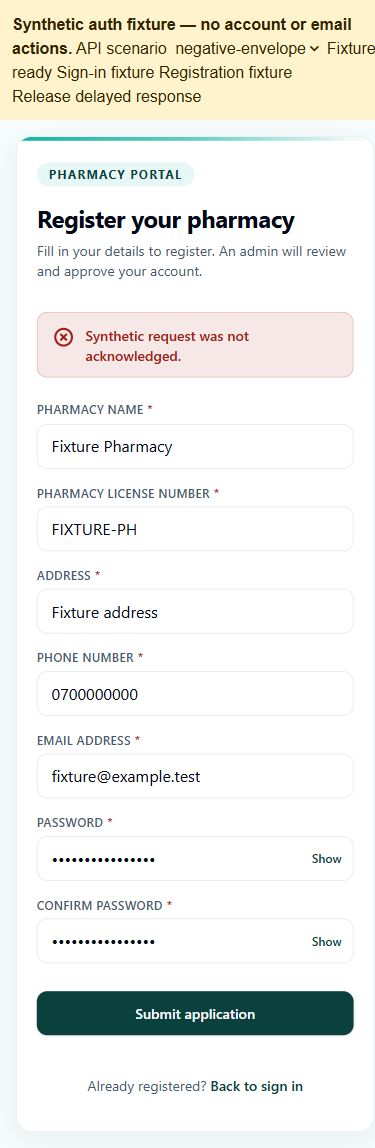 Synthetic auth fixture — no account or email
actions. API scenario negative-envelope Fixture
ready Sign-in fixture Registration fixture
Release delayed response
PHARMACY PORTAL
Register your pharmacy
Fill in your details to register. An admin will review
and approve your account.
Synthetic request was not
acknowledged.
PHARMACY NAME *
Fixture Pharmacy
PHARMACY LICENSE NUMBER *
FIXTURE-PH
ADDRESS *
Fixture address
PHONE NUMBER *
0700000000
EMAIL ADDRESS *
fixture@example.test
PASSWORD *
•••••••••••••••• Show
CONFIRM PASSWORD *
•••••••••••••••• Show
Submit application
Already registered? Back to sign in